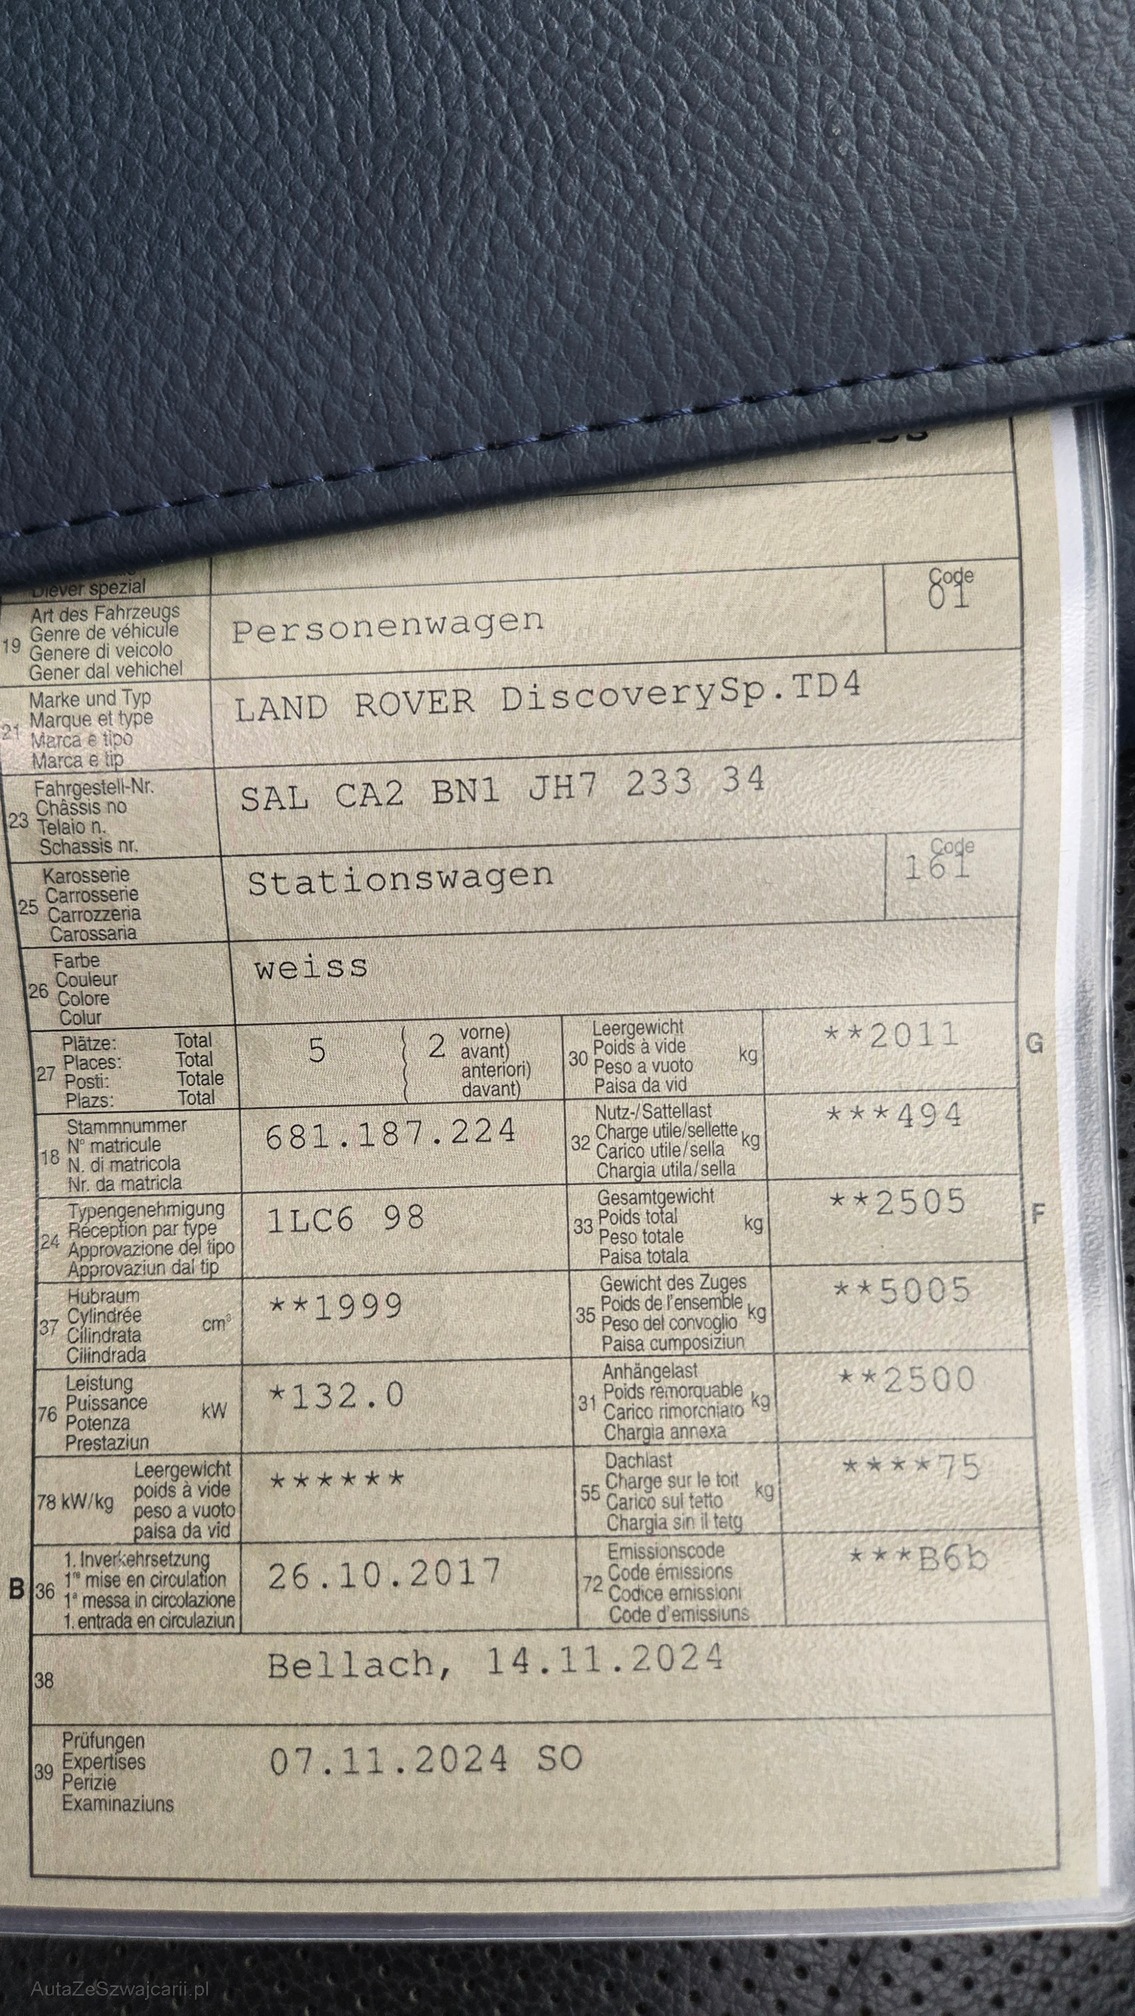 Diever spezial
19 Art des Fahrzeugs
Genre de véhicule
Genere di veicolo
Gener dal vehichel
Personenwagen
Code
01
21 Marke und Typ
Marque et type
Marca e tipo
Marca e tip
LAND ROVER DiscoverySp.TD4
23 Fahrgestell-Nr.
Châssis no
Telaio n.
Schassis nr.
SAL CA2 BN1 JH7 233 34
25 Karosserie
Carrosserie
Carrozzeria
Carossaria
Stationswagen
Code
161
26 Farbe
Couleur
Colore
Colur
weiss
27 Plätze: Total
Places: Total
Posti: Totale
Plazs: Total
5 ( 2 vorne)
avant)
anteriori)
davant)
30 Leergewicht
Poids à vide
Peso a vuoto
Paisa da vid
kg
**2011
G
18 Stammnummer
N° matricule
N. di matricola
Nr. da matricla
681.187.224
32 Nutz-/Sattellast
Charge utile/sellette
Carico utile/sella
Chargia utila/sella
kg
***494
24 Typengenehmigung
Réception par type
Approvazione del tipo
Approvaziun dal tip
1LC6 98
33 Gesamtgewicht
Poids total
Peso totale
Paisa totala
kg
**2505
F
37 Hubraum
Cylindrée
Cilindrata
Cilindrada
cm³
**1999
35 Gewicht des Zuges
Poids de l'ensemble
Peso del convoglio
Paisa cumposiziun
kg
**5005
76 Leistung
Puissance
Potenza
Prestaziun
kW
*132.0
31 Anhängelast
Poids remorquable
Carico rimorchiato
Chargia annexa
kg
**2500
78 kW/kg
Leergewicht
poids à vide
peso a vuoto
paisa da vid
******
55 Dachlast
Charge sur le toit
Carico sul tetto
Chargia sin il tetg
kg
****75
B 36 1. Inverkehrsetzung
1re mise en circulation
1a messa in circolazione
1. entrada en circulaziun
26.10.2017
72 Emissionscode
Code émissions
Codice emissioni
Code d'emissiuns
***B6b
38 Bellach, 14.11.2024
39 Prüfungen
Expertises
Perizie
Examinaziuns
07.11.2024 SO
AutaZeSzwajcarii.pl